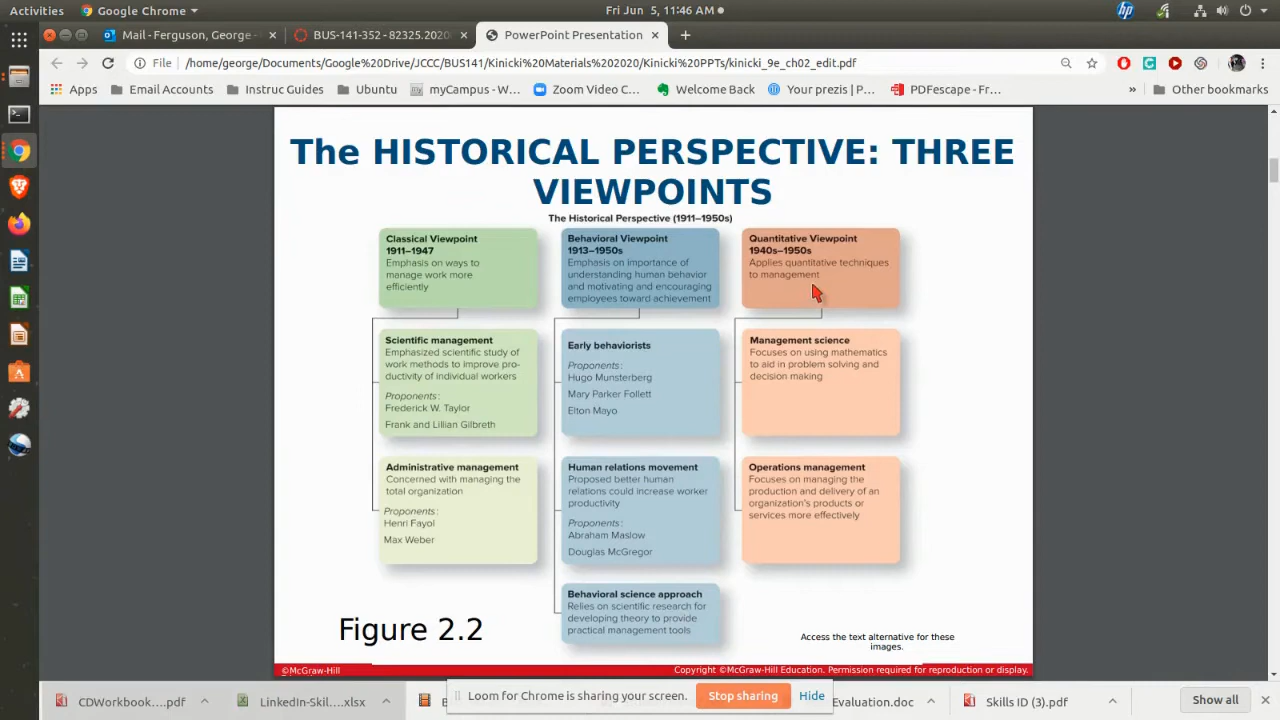 Activities
Google Chrome
Fri Jun 5, 11:46 AM
Mail - Ferguson, George -
BUS-141-352 - 82325.2020
PowerPoint Presentation
File
/home/george/Documents/Google%20Drive/JCCC/BUS141/Kinicki%20Materials%202020/Kinicki%20PPTs/kinicki_9e_ch02_edit.pdf
Apps
Email Accounts
Instruc Guides
Ubuntu
myCampus - W...
Zoom Video C...
Welcome Back
Your prezis | P...
PDFescape - Fr...
»
Other bookmarks
The HISTORICAL PERSPECTIVE: THREE
VIEWPOINTS
The Historical Perspective (1911–1950s)
Classical Viewpoint
1911–1947
Emphasis on ways to
manage work more
efficiently
Scientific management
Emphasized scientific study of
work methods to improve pro-
ductivity of individual workers
Proponents:
Frederick W. Taylor
Frank and Lillian Gilbreth
Administrative management
Concerned with managing the
total organization
Proponents:
Henri Fayol
Max Weber
Behavioral Viewpoint
1913–1950s
Emphasis on importance of
understanding human behavior
and motivating and encouraging
employees toward achievement
Early behaviorists
Proponents:
Hugo Munsterberg
Mary Parker Follett
Elton Mayo
Human relations movement
Proposed better human
relations could increase worker
productivity
Proponents:
Abraham Maslow
Douglas McGregor
Behavioral science approach
Relies on scientific research for
developing theory to provide
practical management tools
Quantitative Viewpoint
1940s–1950s
Applies quantitative techniques
to management
Management science
Focuses on using mathematics
to aid in problem solving and
decision making
Operations management
Focuses on managing the
production and delivery of an
organization's products or
services more effectively
Figure 2.2
Access the text alternative for these
images.
©McGraw-Hill
Copyright ©McGraw-Hill Education. Permission required for reproduction or display.
CDWorkbook....pdf
LinkedIn-Skil....xlsx
Loom for Chrome is sharing your screen.
Stop sharing
Hide
Evaluation.doc
Skills ID (3).pdf
Show all